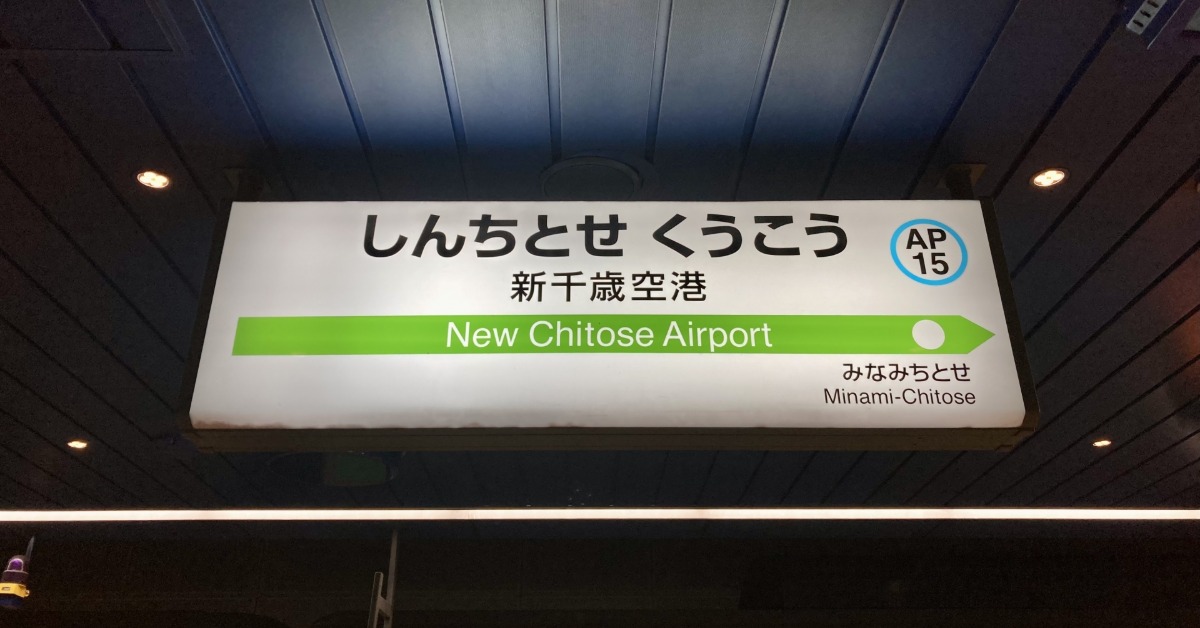 しんちとせ くうこう
AP
15
新千歳空港
New Chitose Airport
みなみちとせ
Minami-Chitose